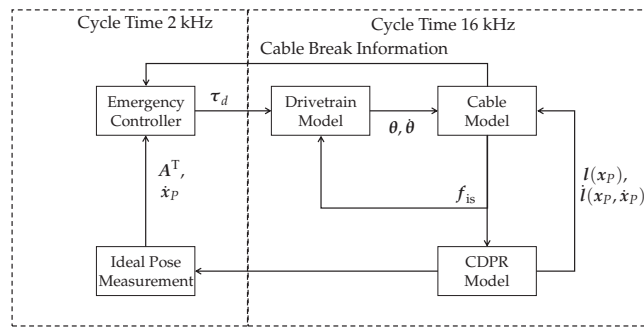 Cycle Time 2 kHz
Cycle Time 16 kHz
Cable Break Information
Emergency
Controller
τ_d
Drivetrain
Model
θ, θ̇
Cable
Model
A^T,
ẋ_P
f_is
l(x_P),
l̇(x_P, ẋ_P)
Ideal Pose
Measurement
CDPR
Model